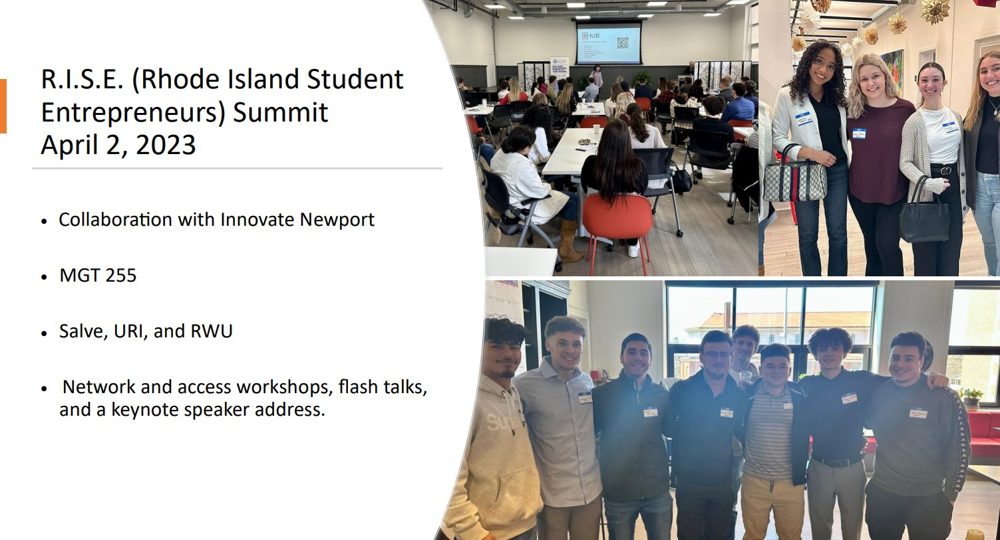 R.I.S.E. (Rhode Island Student
Entrepreneurs) Summit
April 2, 2023
• Collaboration with Innovate Newport
• MGT 255
• Salve, URI, and RWU
• Network and access workshops, flash talks,
and a keynote speaker address.
RIHUB